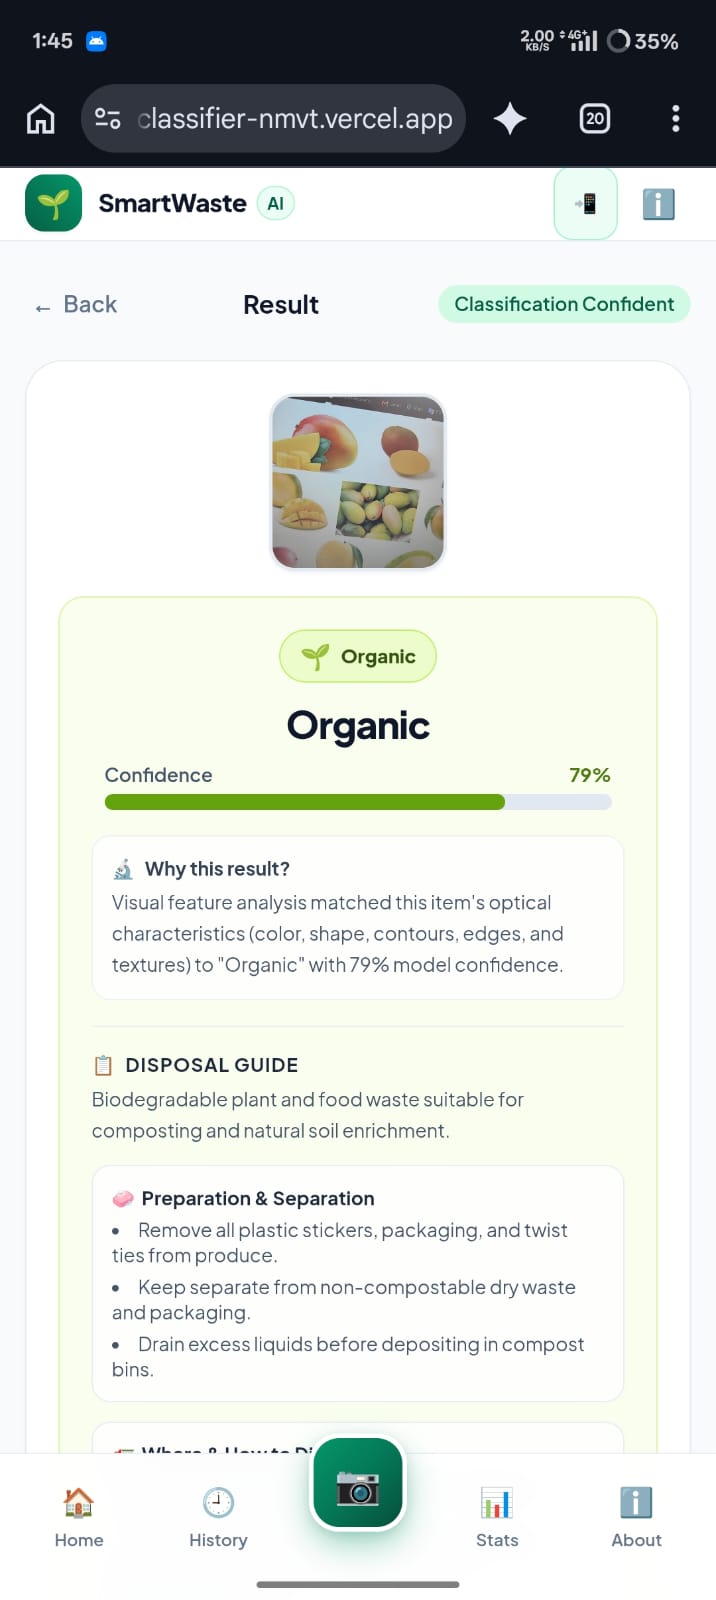 1:45
2.00 KB/S 4G+ 35%
classifier-nmvt.vercel.app
20
SmartWaste AI
← Back
Result
Classification Confident
Organic
Organic
Confidence 79%
Why this result?
Visual feature analysis matched this item's optical
characteristics (color, shape, contours, edges, and
textures) to "Organic" with 79% model confidence.
DISPOSAL GUIDE
Biodegradable plant and food waste suitable for
composting and natural soil enrichment.
Preparation & Separation
• Remove all plastic stickers, packaging, and twist
ties from produce.
• Keep separate from non-compostable dry waste
and packaging.
• Drain excess liquids before depositing in compost
bins.
Where & How to Di
Home
History
Stats
About